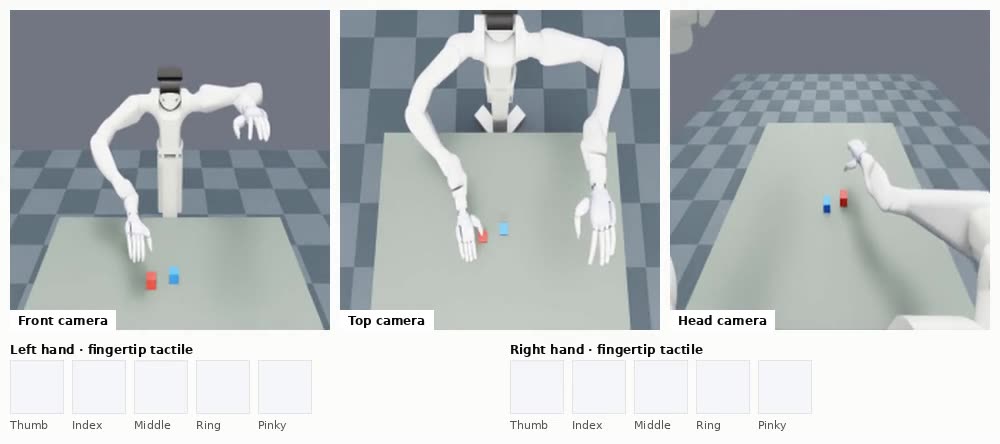 Front camera
Top camera
Head camera
Left hand · fingertip tactile
Right hand · fingertip tactile
Thumb
Index
Middle
Ring
Pinky
Thumb
Index
Middle
Ring
Pinky